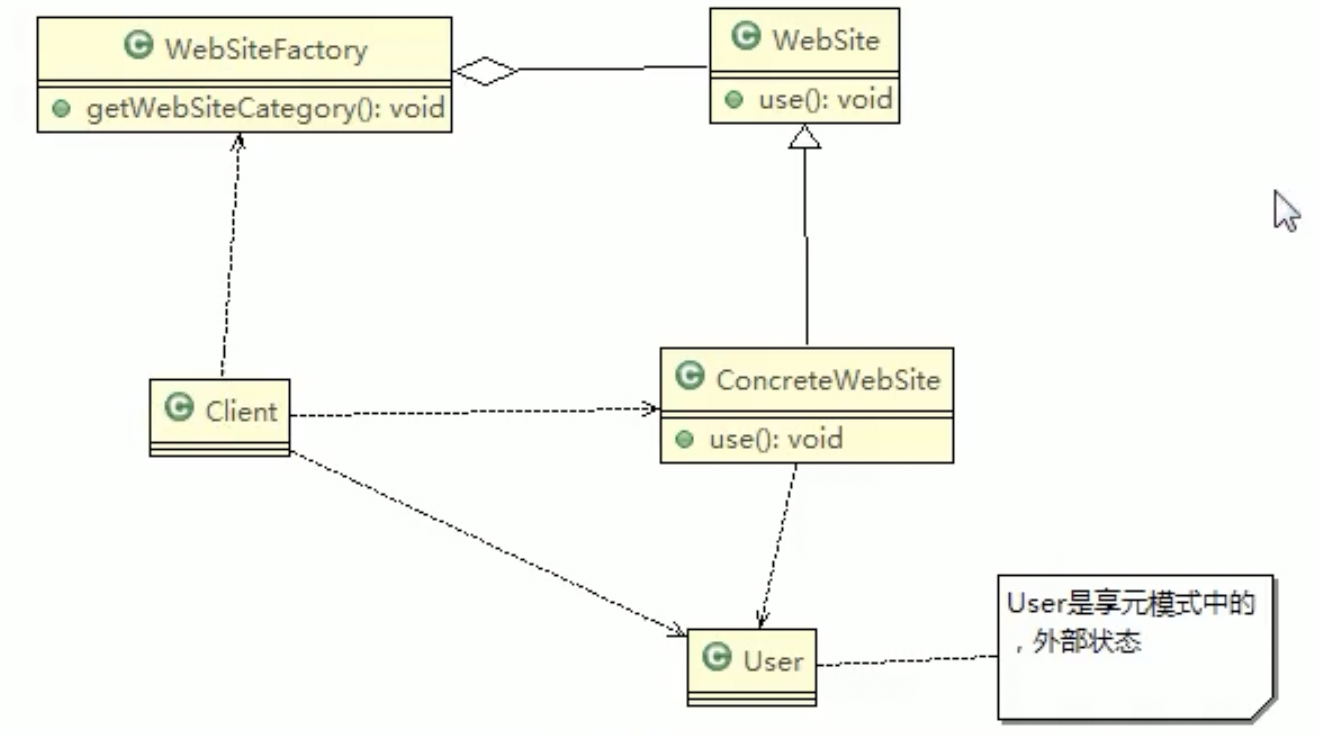 WebSiteFactory
getWebSiteCategory(): void
WebSite
use(): void
Client
ConcreteWebSite
use(): void
User
User是享元模式中的
，外部状态